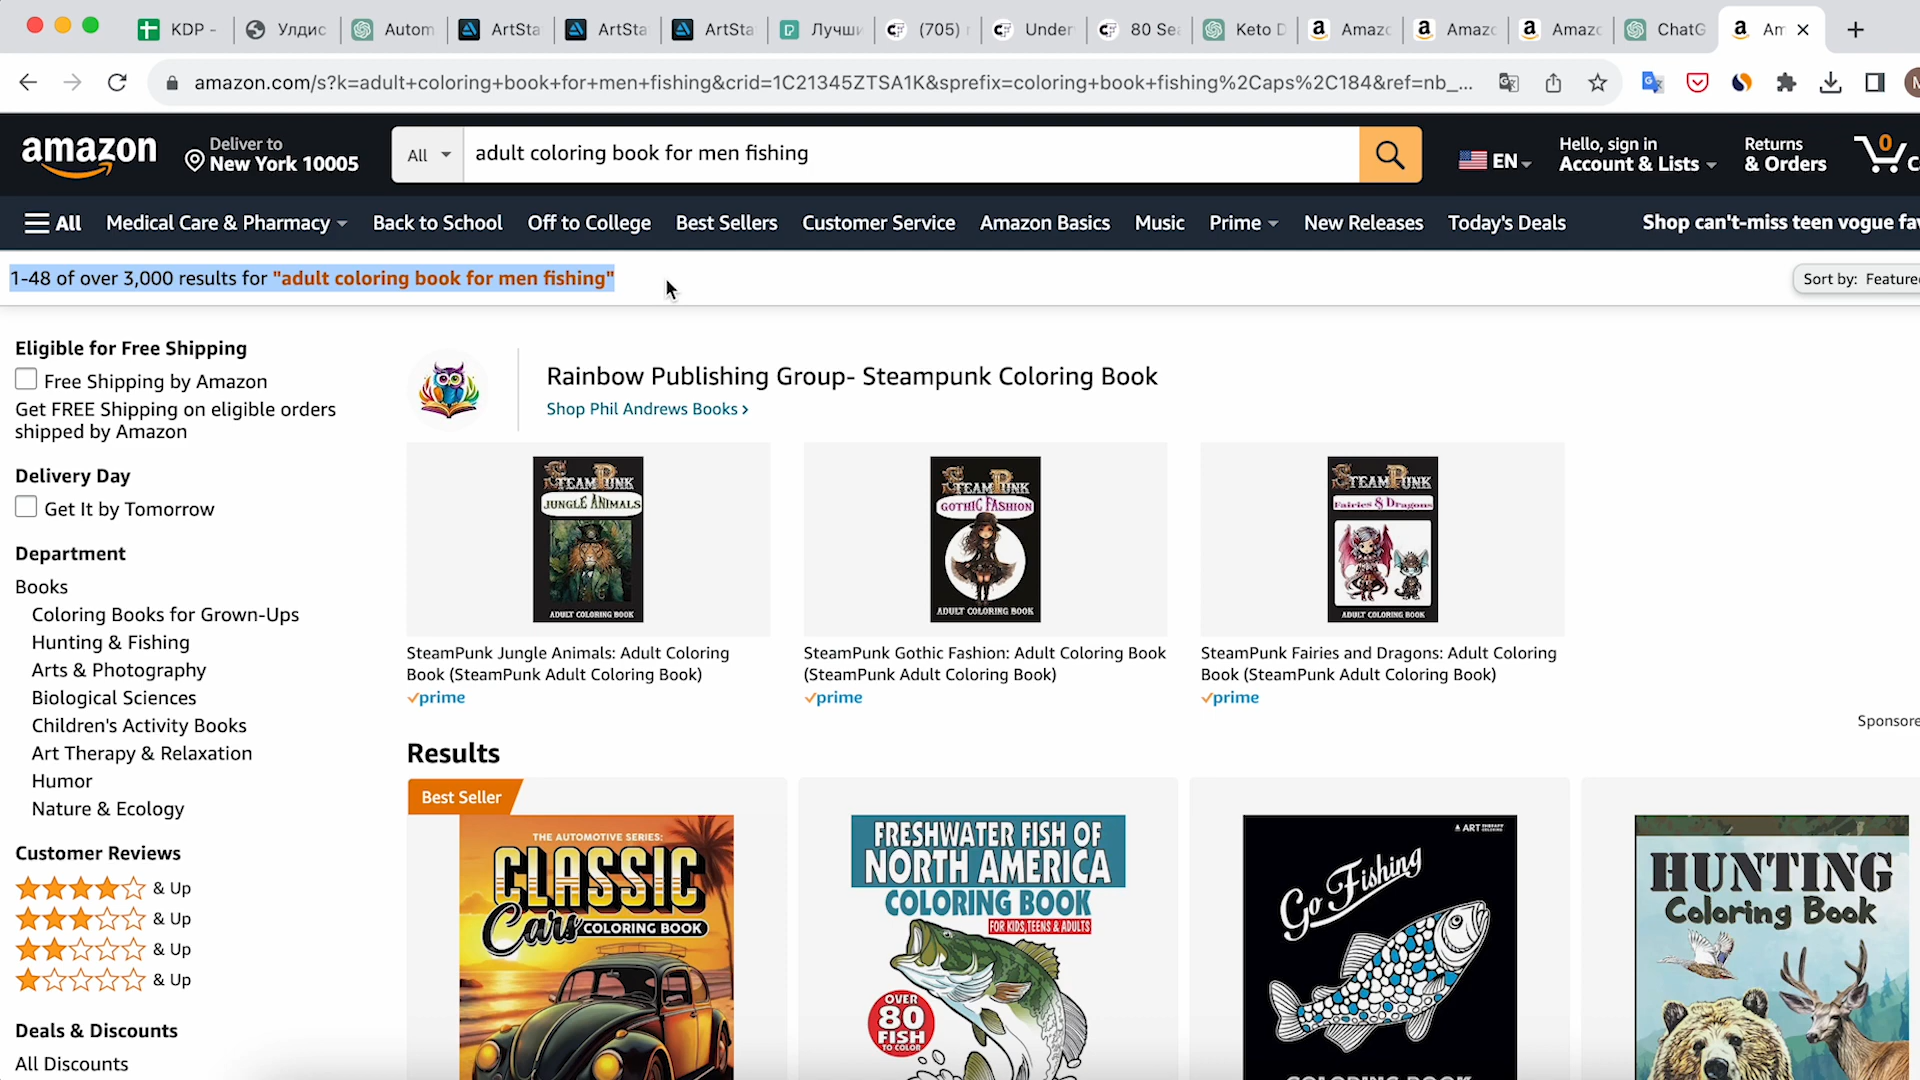 KDP -
Улдис
Autom
ArtSta
ArtSta
ArtSta
Лучши
(705)
Under
80 Sea
Keto D
Amazo
Amazo
Amazo
ChatG
Am
amazon.com/s?k=adult+coloring+book+for+men+fishing&crid=1C21345ZTSA1K&sprefix=coloring+book+fishing%2Caps%2C184&ref=nb_...
amazon
Deliver to
New York 10005
All
adult coloring book for men fishing
EN
Hello, sign in
Account & Lists
Returns
& Orders
0
All
Medical Care & Pharmacy
Back to School
Off to College
Best Sellers
Customer Service
Amazon Basics
Music
Prime
New Releases
Today's Deals
Shop can't-miss teen vogue fav
1-48 of over 3,000 results for "adult coloring book for men fishing"
Sort by: Feature
Eligible for Free Shipping
Free Shipping by Amazon
Get FREE Shipping on eligible orders
shipped by Amazon
Delivery Day
Get It by Tomorrow
Department
Books
Coloring Books for Grown-Ups
Hunting & Fishing
Arts & Photography
Biological Sciences
Children's Activity Books
Art Therapy & Relaxation
Humor
Nature & Ecology
Customer Reviews
& Up
& Up
& Up
& Up
Deals & Discounts
All Discounts
Rainbow Publishing Group- Steampunk Coloring Book
Shop Phil Andrews Books ›
STEAMPUNK
JUNGLE ANIMALS
ADULT COLORING BOOK
STEAMPUNK
GOTHIC FASHION
ADULT COLORING BOOK
STEAMPUNK
Fairies & Dragons
ADULT COLORING BOOK
SteamPunk Jungle Animals: Adult Coloring
Book (SteamPunk Adult Coloring Book)
prime
SteamPunk Gothic Fashion: Adult Coloring Book
(SteamPunk Adult Coloring Book)
prime
SteamPunk Fairies and Dragons: Adult Coloring
Book (SteamPunk Adult Coloring Book)
prime
Sponsore
Results
Best Seller
THE AUTOMOTIVE SERIES:
CLASSIC
Cars COLORING BOOK
FRESHWATER FISH OF
NORTH AMERICA
COLORING BOOK
FOR KIDS, TEENS & ADULTS
OVER
80
FISH
TO COLOR
ART THERAPY
COLORING
Go Fishing
COLORING BOOK
HUNTING
Coloring Book